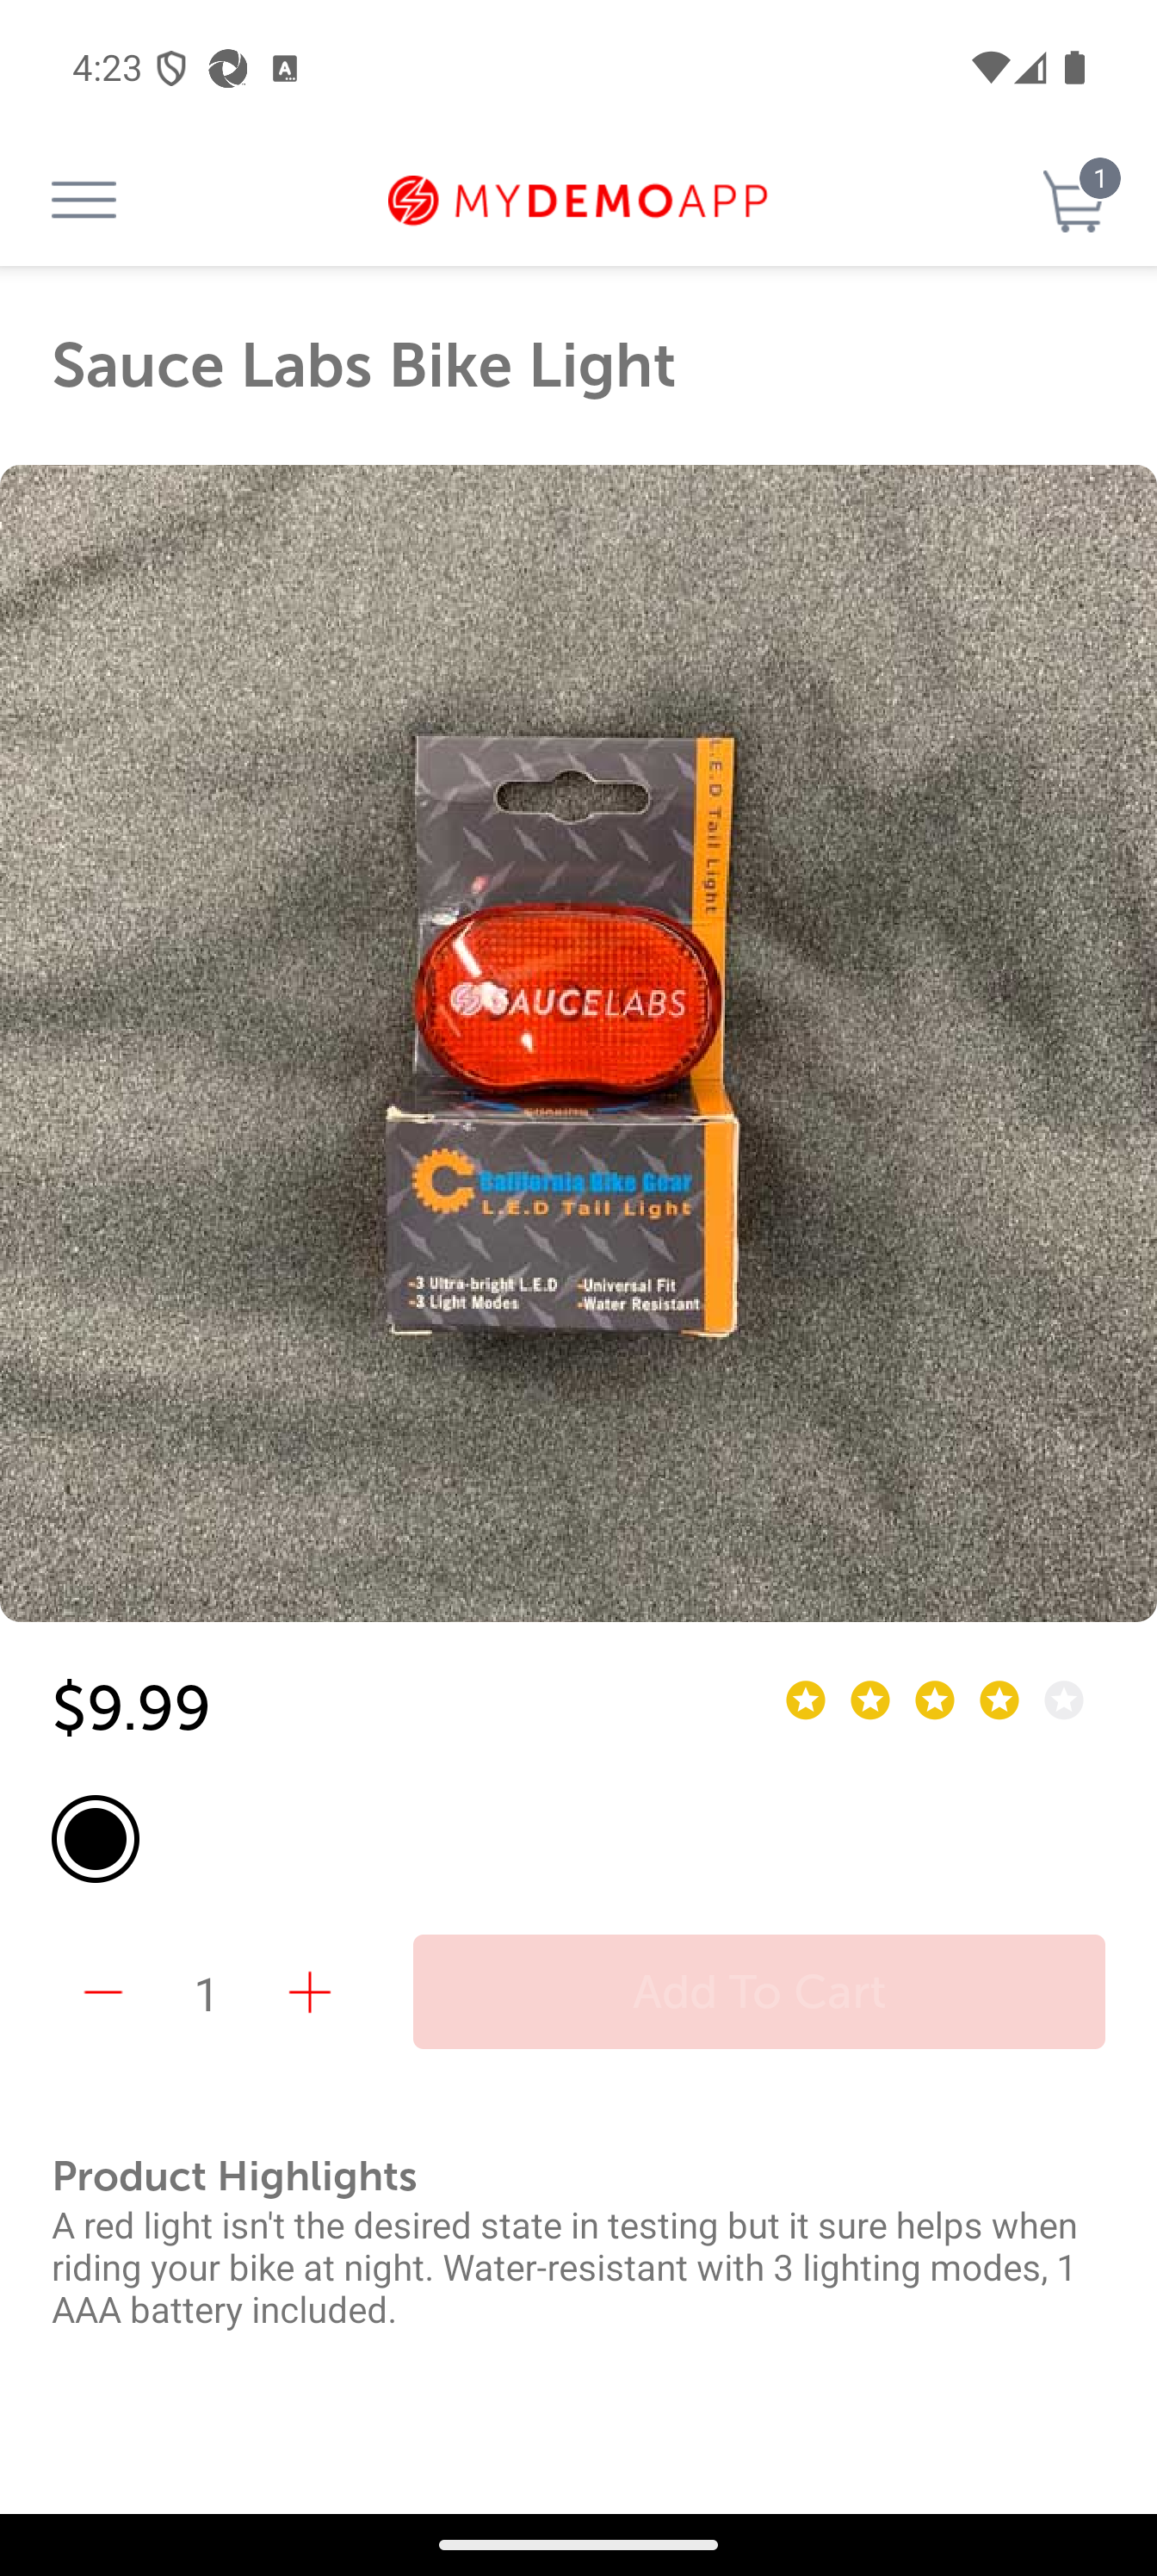 4:23
MYDEMOAPP
1
Sauce Labs Bike Light
L.E.D Tail Light
SAUCELABS
California Bike Gear
L.E.D Tail Light
-3 Ultra-bright L.E.D -Universal Fit
-3 Light Modes -Water Resistant
$9.99
1
Add To Cart
Product Highlights
A red light isn't the desired state in testing but it sure helps when
riding your bike at night. Water-resistant with 3 lighting modes, 1
AAA battery included.